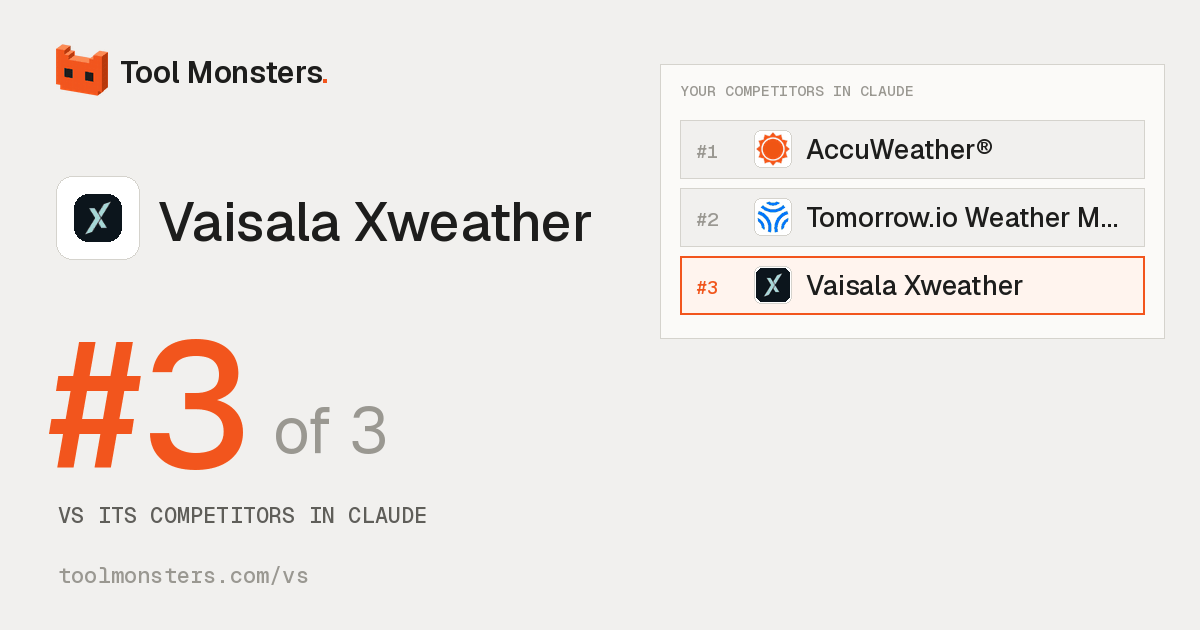 Tool Monsters.
Vaisala Xweather
#3 of 3
VS ITS COMPETITORS IN CLAUDE
toolmonsters.com/vs
YOUR COMPETITORS IN CLAUDE
#1 AccuWeather®
#2 Tomorrow.io Weather M...
#3 Vaisala Xweather